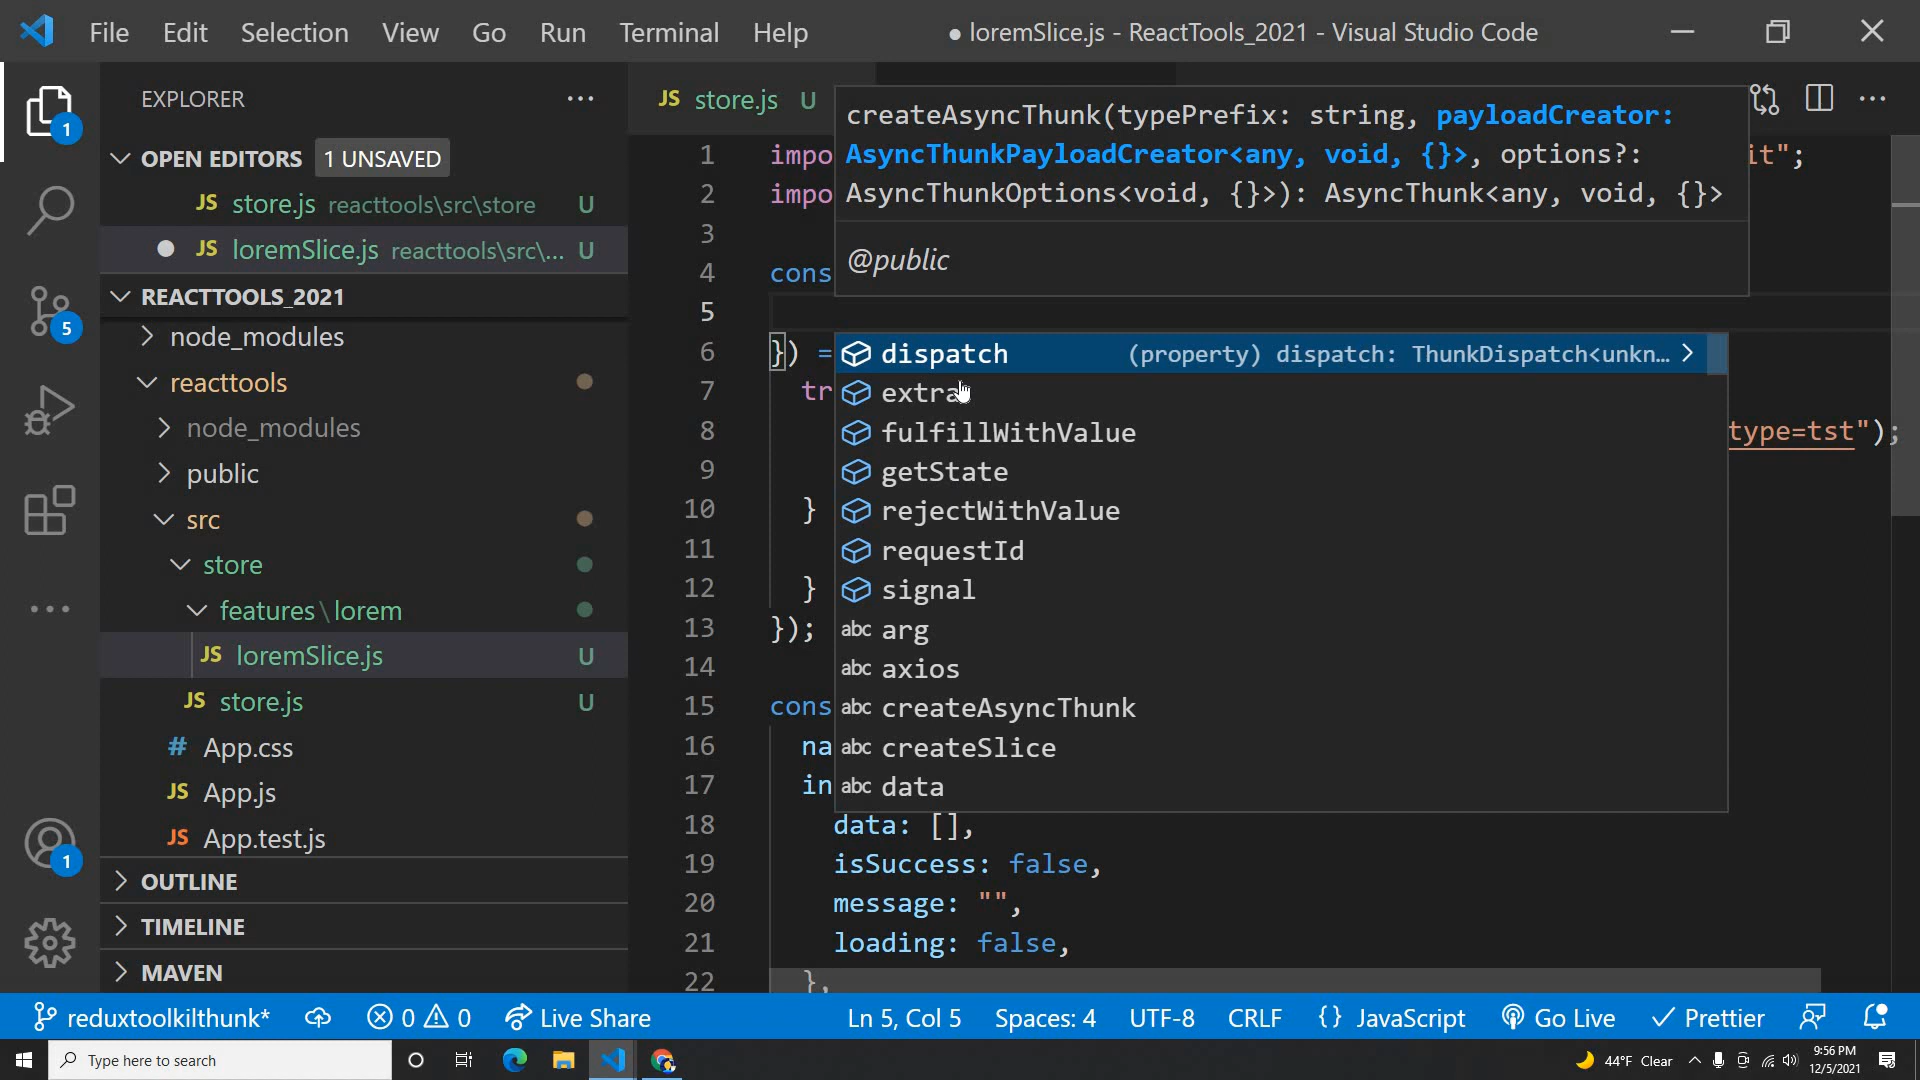 File Edit Selection View Go Run Terminal Help ● loremSlice.js - ReactTools_2021 - Visual Studio Code
EXPLORER ···
OPEN EDITORS 1 UNSAVED
JS store.js reacttools\src\store U
● JS loremSlice.js reacttools\src\... U
REACTTOOLS_2021
node_modules
reacttools
node_modules
public
src
store
features\lorem
JS loremSlice.js U
JS store.js U
# App.css
JS App.js
JS App.test.js
OUTLINE
TIMELINE
MAVEN
1
5
1
JS store.js U
createAsyncThunk(typePrefix: string, payloadCreator:
AsyncThunkPayloadCreator<any, void, {}>, options?:
AsyncThunkOptions<void, {}>): AsyncThunk<any, void, {}>
@public
1 impo it";
2 impo
3
4 cons
5
6 }) =
7 tr
8 type=tst");
9
10 }
11
12 }
13 });
14
15 cons
16 na
17 in
18 data: [],
19 isSuccess: false,
20 message: "",
21 loading: false,
22 },
dispatch (property) dispatch: ThunkDispatch<unkn... >
extra
fulfillWithValue
getState
rejectWithValue
requestId
signal
abc arg
abc axios
abc createAsyncThunk
abc createSlice
abc data
reduxtoolkilthunk* 0 0 Live Share Ln 5, Col 5 Spaces: 4 UTF-8 CRLF {} JavaScript Go Live Prettier
Type here to search 44°F Clear 9:56 PM
12/5/2021